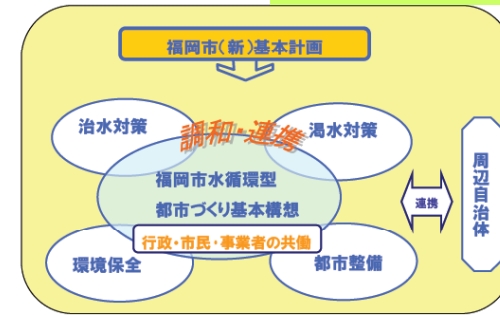 福岡市(新)基本計画
治水対策
調和・連携
渇水対策
福岡市水循環型
都市づくり基本構想
行政・市民・事業者の共働
環境保全
都市整備
連携
周辺自治体